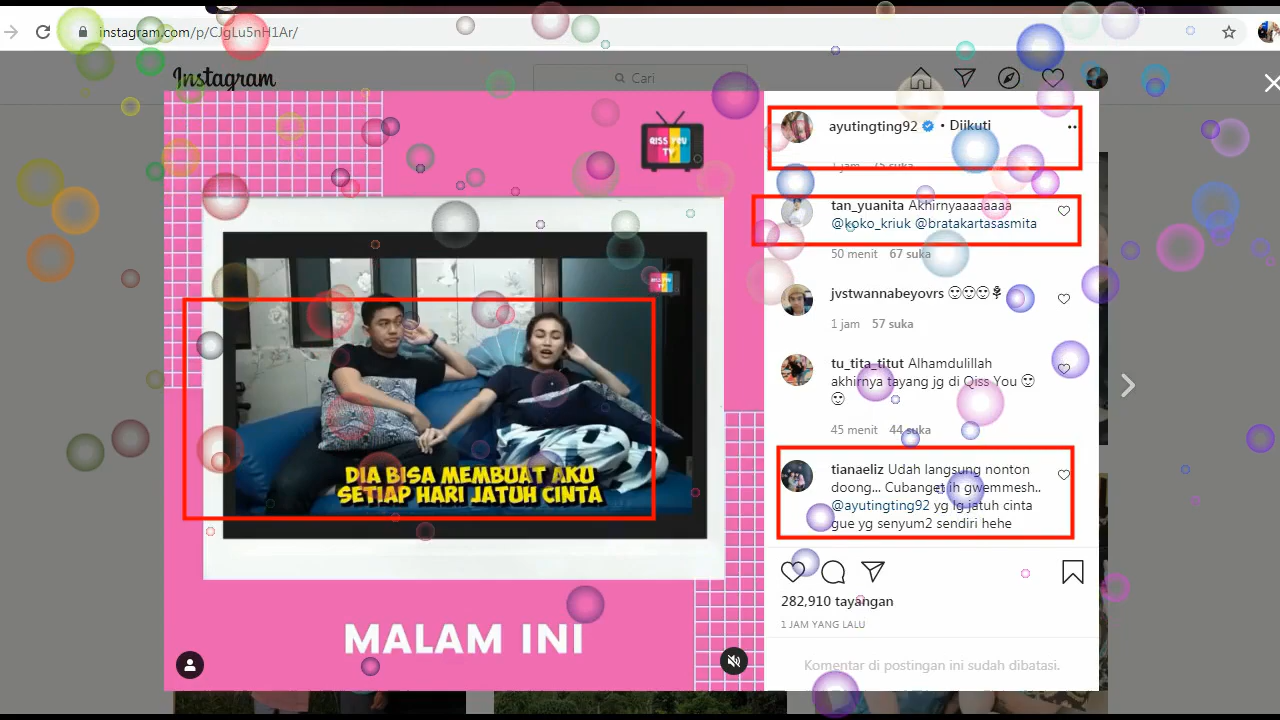 instagram.com/p/CJgLu5nH1Ar/
Instagram
Cari
QISS YOU
TV
DIA BISA MEMBUAT AKU
SETIAP HARI JATUH CINTA
MALAM INI
ayutingting92 • Diikuti
1 jam 75 suka
tan_yuanita Akhirnyaaaaaaaa
@koko_kriuk @bratakartasasmita
50 menit 67 suka
jvstwannabeyovrs
1 jam 57 suka
tu_tita_titut Alhamdulillah
akhirnya tayang jg di Qiss You
45 menit 44 suka
tianaeliz Udah langsung nonton
doong... Cubanget ih gwemmesh..
@ayutingting92 yg lg jatuh cinta
gue yg senyum2 sendiri hehe
282,910 tayangan
1 JAM YANG LALU
Komentar di postingan ini sudah dibatasi.